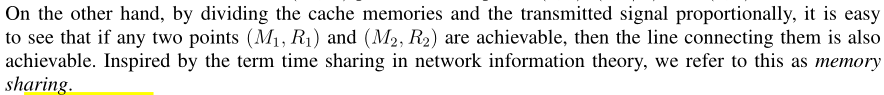 On the other hand, by dividing the cache memories and the transmitted signal proportionally, it is easy
to see that if any two points (M₁, R₁) and (M₂, R₂) are achievable, then the line connecting them is also
achievable. Inspired by the term time sharing in network information theory, we refer to this as memory
sharing.